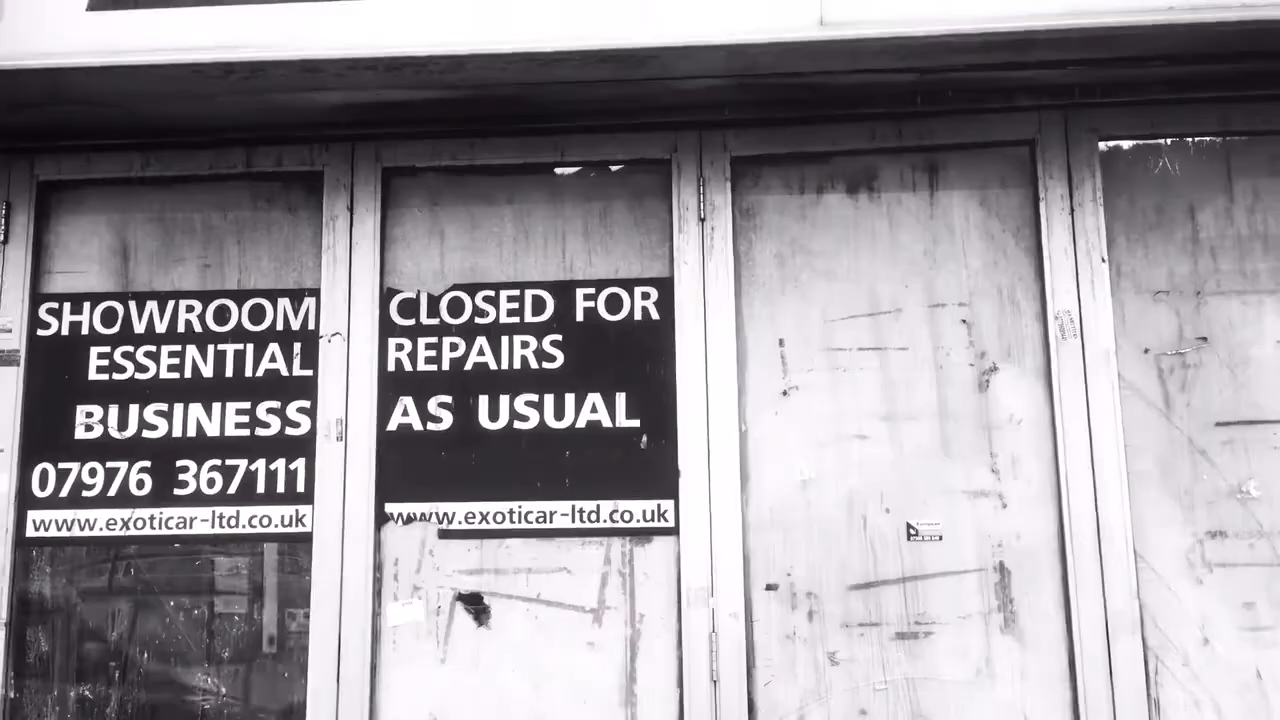 SHOWROOM CLOSED FOR
ESSENTIAL REPAIRS
BUSINESS AS USUAL
07976 367111
www.exoticar-ltd.co.uk www.exoticar-ltd.co.uk